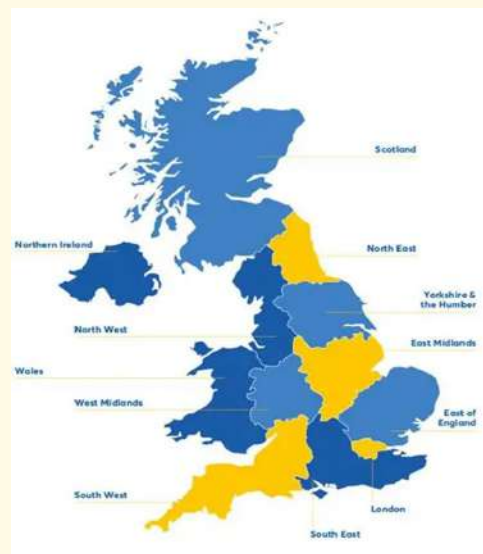 Scotland
Northern Ireland
North East
Yorkshire &
the Humber
North West
East Midlands
Wales
West Midlands
East of
England
South West
London
South East